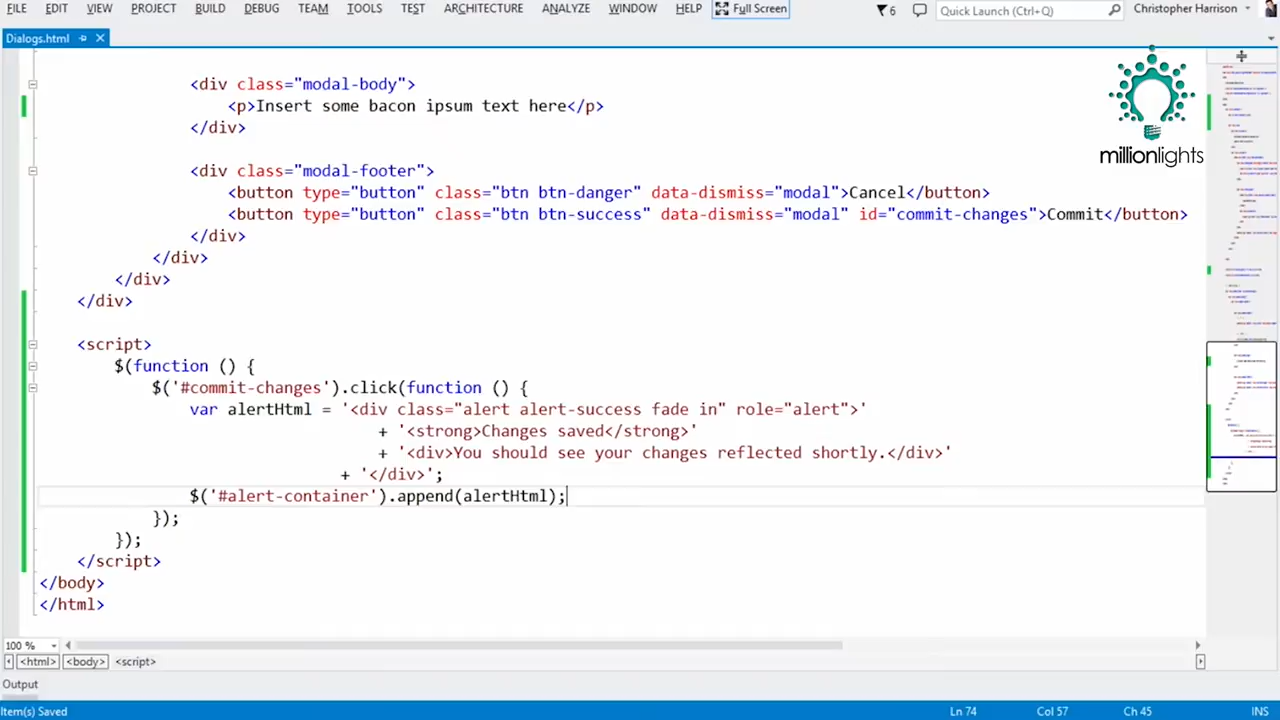 FILE EDIT VIEW PROJECT BUILD DEBUG TEAM TOOLS TEST ARCHITECTURE ANALYZE WINDOW HELP Full Screen 6 Quick Launch (Ctrl+Q) Christopher Harrison
Dialogs.html
<div class="modal-body">
<p>Insert some bacon ipsum text here</p>
</div>
millionlights
<div class="modal-footer">
<button type="button" class="btn btn-danger" data-dismiss="modal">Cancel</button>
<button type="button" class="btn btn-success" data-dismiss="modal" id="commit-changes">Commit</button>
</div>
</div>
</div>
</div>
<script>
$(function () {
$('#commit-changes').click(function () {
var alertHtml = '<div class="alert alert-success fade in" role="alert">'
+ '<strong>Changes saved</strong>'
+ '<div>You should see your changes reflected shortly.</div>'
+ '</div>';
$('#alert-container').append(alertHtml);
});
});
</script>
</body>
</html>
100 %
<html> <body> <script>
Output
Item(s) Saved Ln 74 Col 57 Ch 45 INS